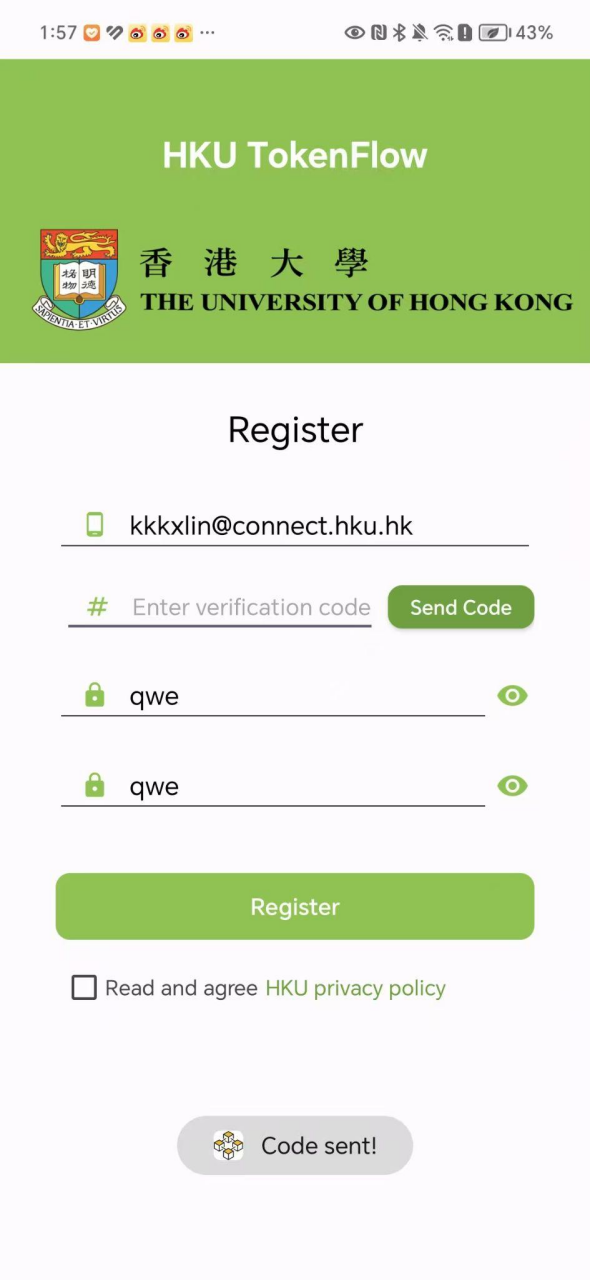 1:57 ··· 43%
HKU TokenFlow
香港大學
THE UNIVERSITY OF HONG KONG
明德
格物
SAPIENTIA·ET·VIRTUS
Register
kkkxlin@connect.hku.hk
# Enter verification code Send Code
qwe
qwe
Register
Read and agree HKU privacy policy
Code sent!